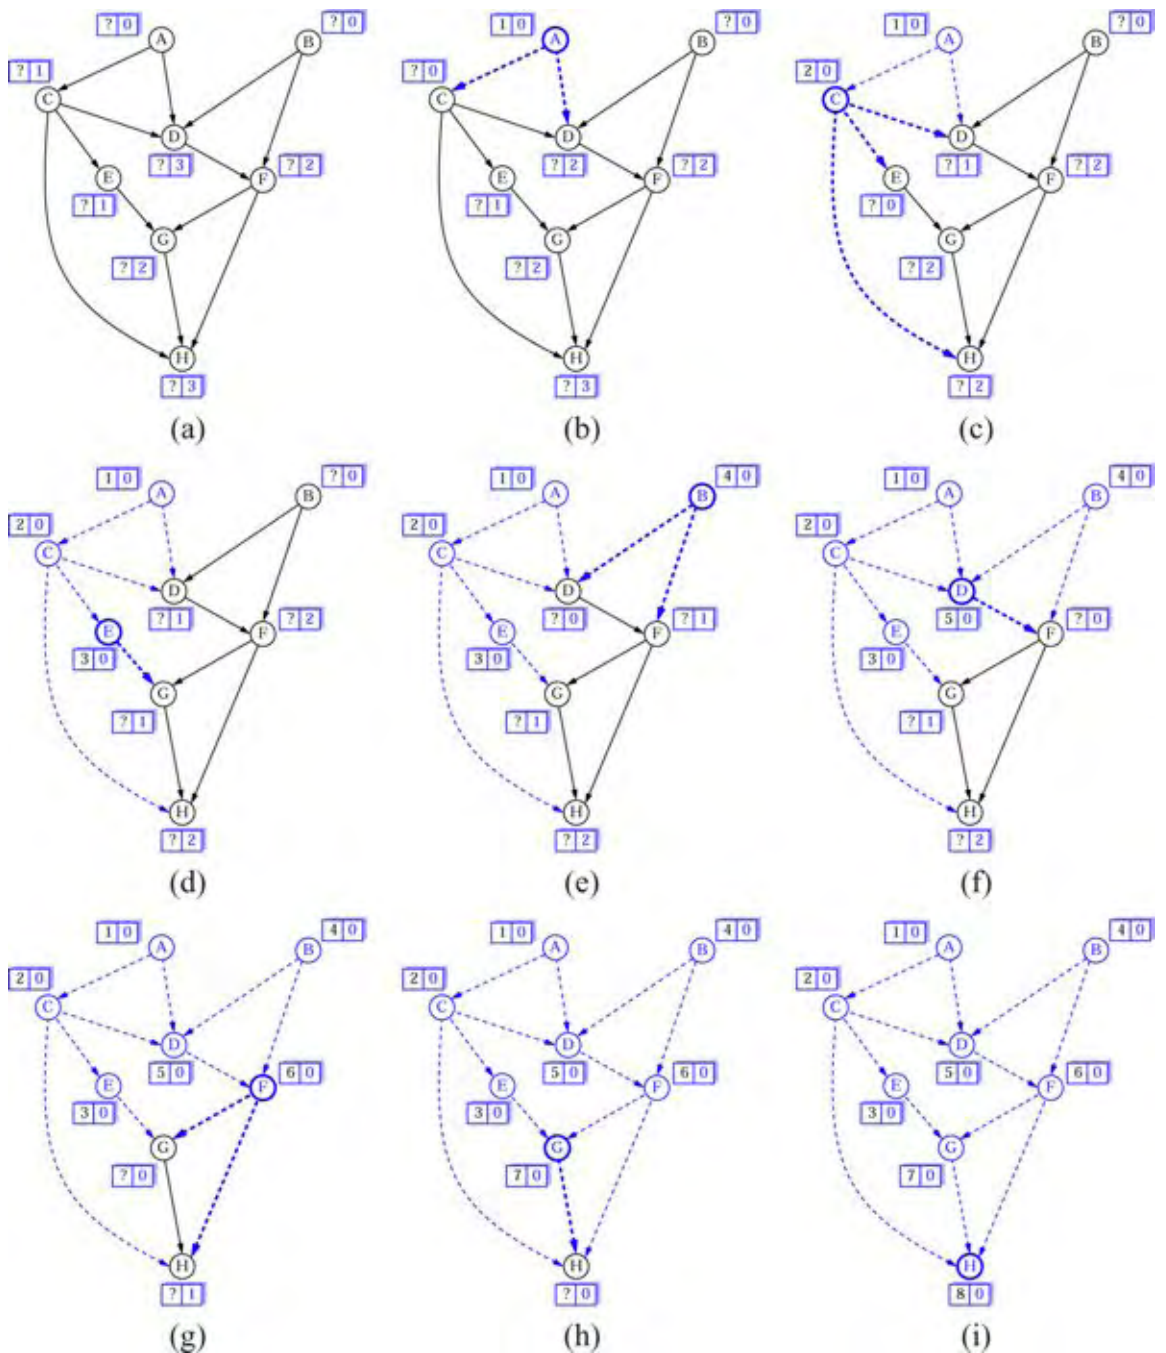 ? 0 A B ? 0
? 1 C D ? 3
E ? 1 F ? 2
G ? 2
H ? 3
(a)
1 0 A B ? 0
? 0 C D ? 2
E ? 1 F ? 2
G ? 2
H ? 3
(b)
1 0 A B ? 0
2 0 C D ? 1
E ? 0 F ? 2
G ? 2
H ? 2
(c)
1 0 A B ? 0
2 0 C D ? 1
E 3 0 F ? 2
G ? 1
H ? 2
(d)
1 0 A B 4 0
2 0 C D ? 0
E 3 0 F ? 1
G ? 1
H ? 2
(e)
1 0 A B 4 0
2 0 C D 5 0
E 3 0 F ? 0
G ? 1
H ? 2
(f)
1 0 A B 4 0
2 0 C D 5 0
E 3 0 F 6 0
G ? 0
H ? 1
(g)
1 0 A B 4 0
2 0 C D 5 0
E 3 0 F 6 0
G 7 0
H ? 0
(h)
1 0 A B 4 0
2 0 C D 5 0
E 3 0 F 6 0
G 7 0
H 8 0
(i)